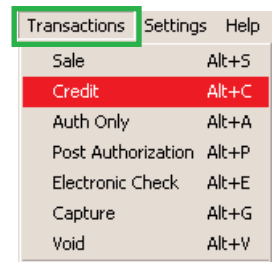 Transactions Settings Help
Sale Alt+S
Credit Alt+C
Auth Only Alt+A
Post Authorization Alt+P
Electronic Check Alt+E
Capture Alt+G
Void Alt+V